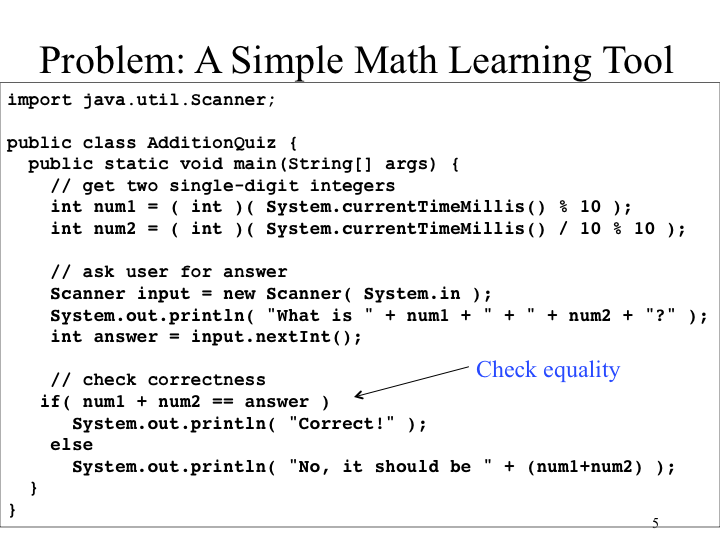 Problem: A Simple Math Learning Tool
import java.util.Scanner;
public class AdditionQuiz {
  public static void main(String[] args) {
    // get two single-digit integers
    int num1 = ( int )( System.currentTimeMillis() % 10 );
    int num2 = ( int )( System.currentTimeMillis() / 10 % 10 );
    // ask user for answer
    Scanner input = new Scanner( System.in );
    System.out.println( "What is " + num1 + " + " + num2 + "?" );
    int answer = input.nextInt();
Check equality
    // check correctness
   if( num1 + num2 == answer )
      System.out.println( "Correct!" );
    else
      System.out.println( "No, it should be " + (num1+num2) );
  }
}
5